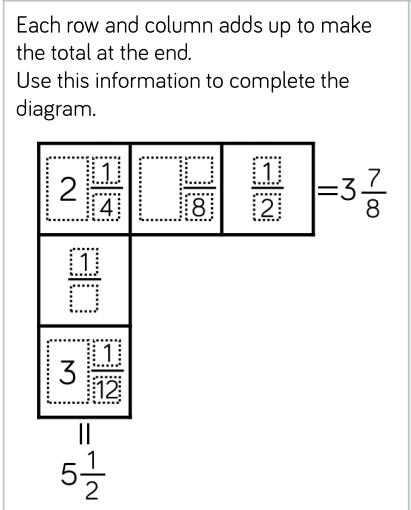 Each row and column adds up to make
the total at the end.
Use this information to complete the
diagram.
2 1/4 /8 1/2 =3 7/8
1/
3 1/12
=
5 1/2